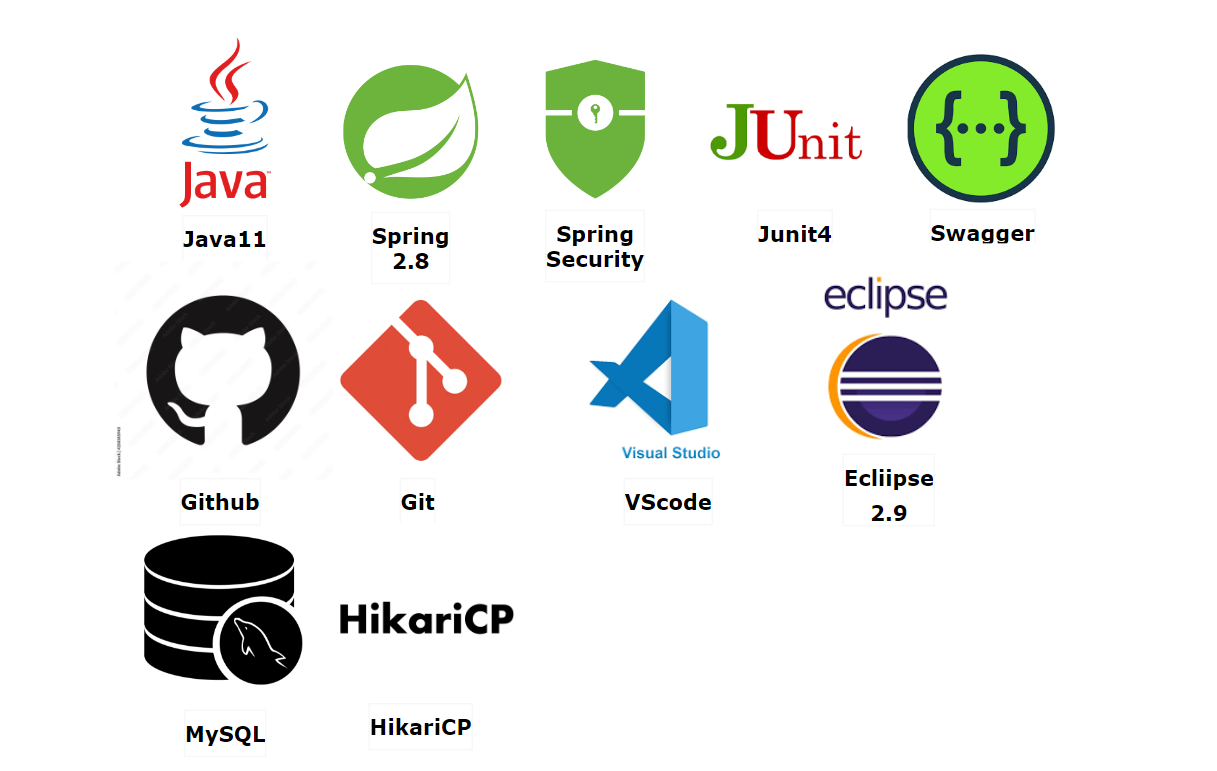 Java™
JUnit
{...}
Java11
Spring
2.8
Spring
Security
Junit4
Swagger
eclipse
Visual Studio
Github
Git
VScode
Ecliipse
2.9
HikariCP
MySQL
HikariCP